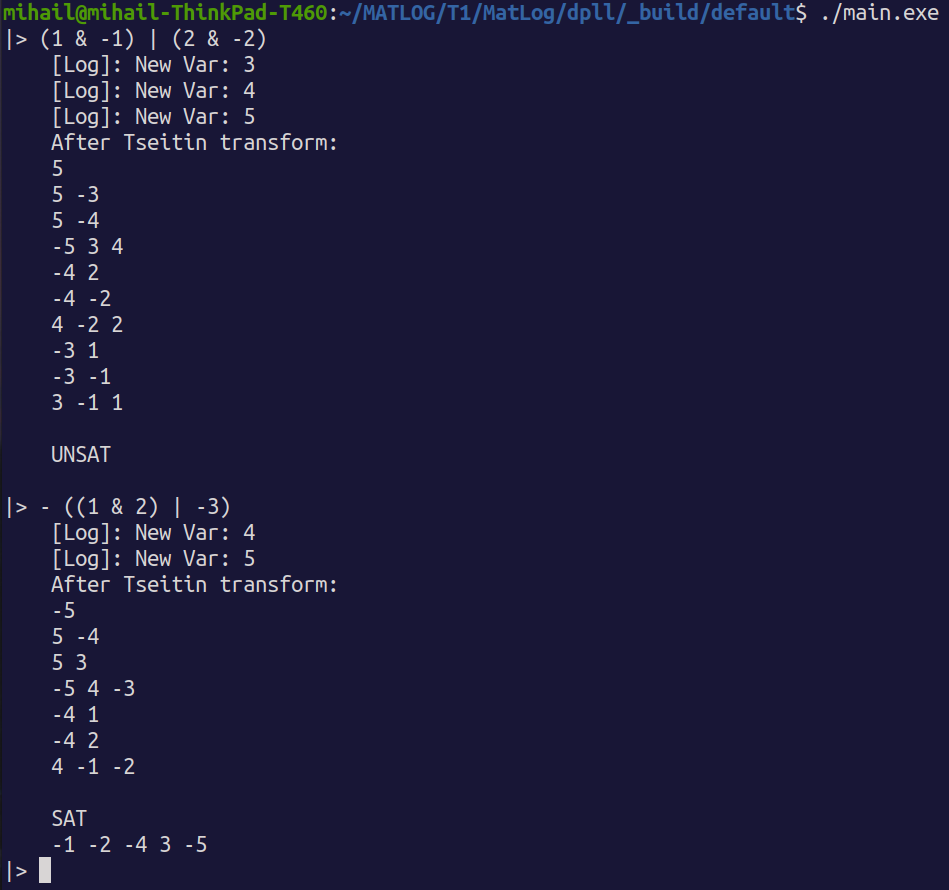 mihail@mihail-ThinkPad-T460:~/MATLOG/T1/MatLog/dpll/_build/default$ ./main.exe
|> (1 & -1) | (2 & -2)
[Log]: New Var: 3
[Log]: New Var: 4
[Log]: New Var: 5
After Tseitin transform:
5
5 -3
5 -4
-5 3 4
-4 2
-4 -2
4 -2 2
-3 1
-3 -1
3 -1 1
UNSAT
|> - ((1 & 2) | -3)
[Log]: New Var: 4
[Log]: New Var: 5
After Tseitin transform:
-5
5 -4
5 3
-5 4 -3
-4 1
-4 2
4 -1 -2
SAT
-1 -2 -4 3 -5
|>